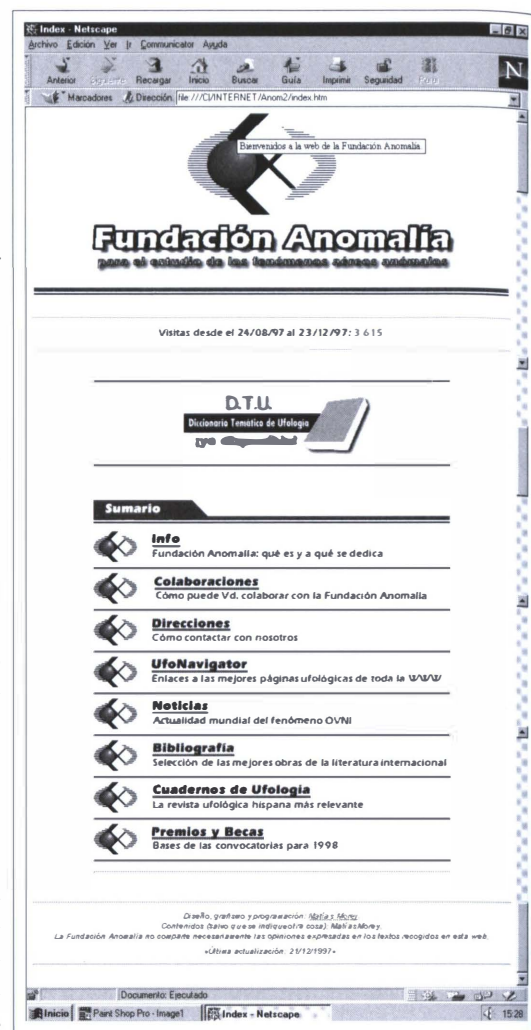 Index - Netscape
Archivo Edición Ver Ir Communicator Ayuda
Anterior Siguiente Recargar Inicio Buscar Guía Imprimir Seguridad
N
Marcadores Dirección file:///C|/INTERNET/Anom2/index.htm
Bienvenidos a la web de la Fundación Anomalía
Fundación Anomalía
para el estudio de los fenómenos aéreos anómalos
Visitas desde el 24/08/97 al 23/12/97: 3 615
D.T.U.
Diccionario Temático de Ufología
Sumario
Info
Fundación Anomalía: qué es y a qué se dedica
Colaboraciones
Cómo puede Vd. colaborar con la Fundación Anomalía
Direcciones
Cómo contactar con nosotros
UfoNavigator
Enlaces a las mejores páginas ufológicas de toda la WWW
Noticias
Actualidad mundial del fenómeno OVNI
Bibliografía
Selección de las mejores obras de la literatura internacional
Cuadernos de Ufología
La revista ufológica hispana más relevante
Premios y Becas
Bases de las convocatorias para 1998
Diseño, grafismo y programación: Matías Morey.
Contenidos (salvo que se indique otra cosa): Matías Morey.
La Fundación Anomalía no comparte necesariamente las opiniones expresadas en los textos recogidos en esta web.
«Última actualización: 21/12/1997»
Documento: Ejecutado
Inicio Paint Shop Pro - Image1 Index - Netscape 15:28